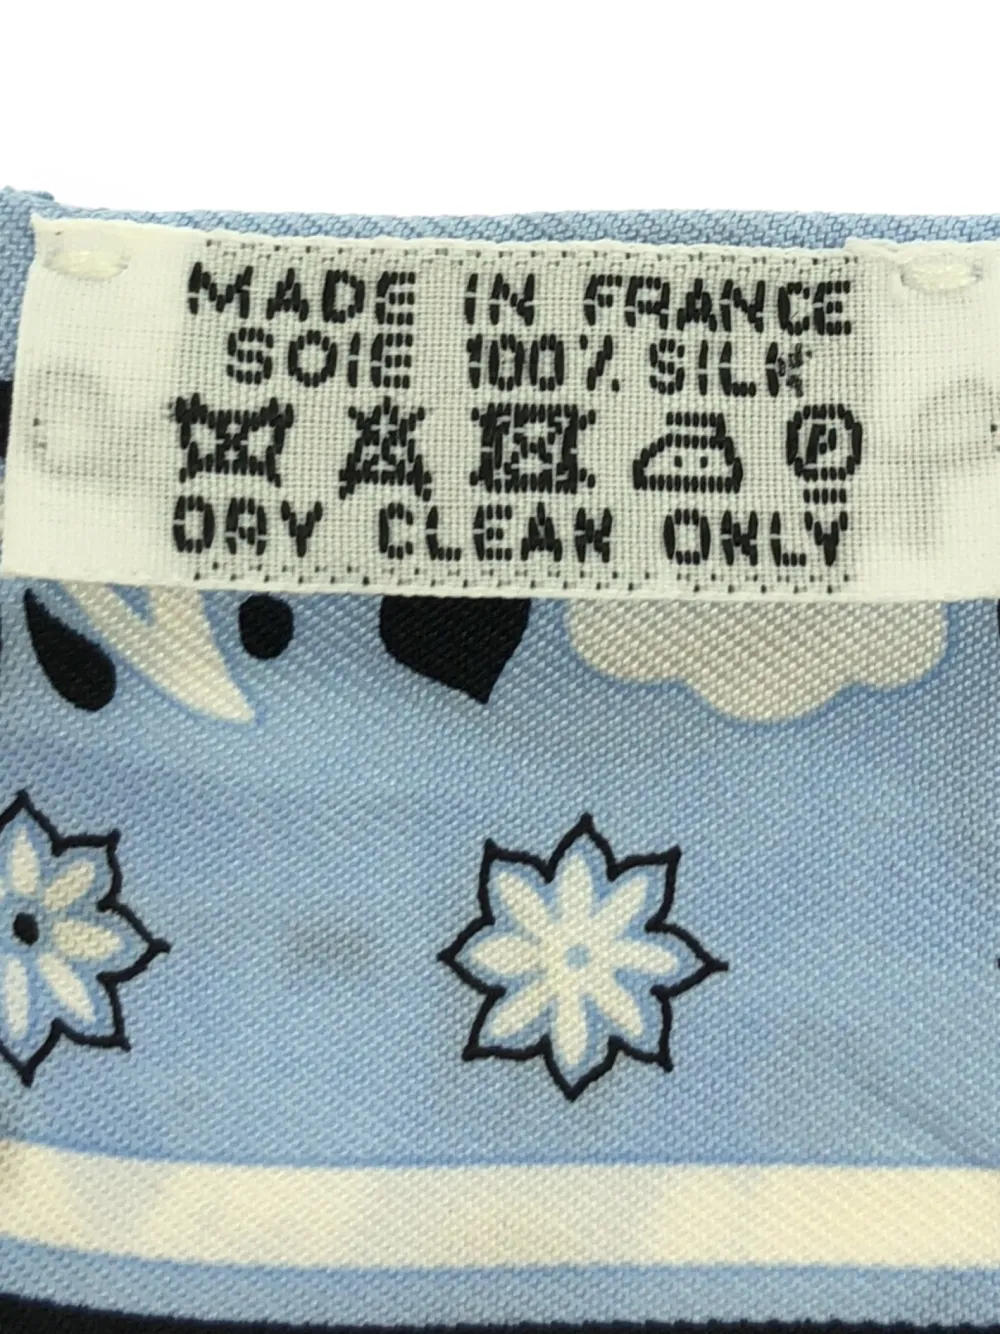 MADE IN FRANCE
SOIE 100% SILK
P
DRY CLEAN ONLY